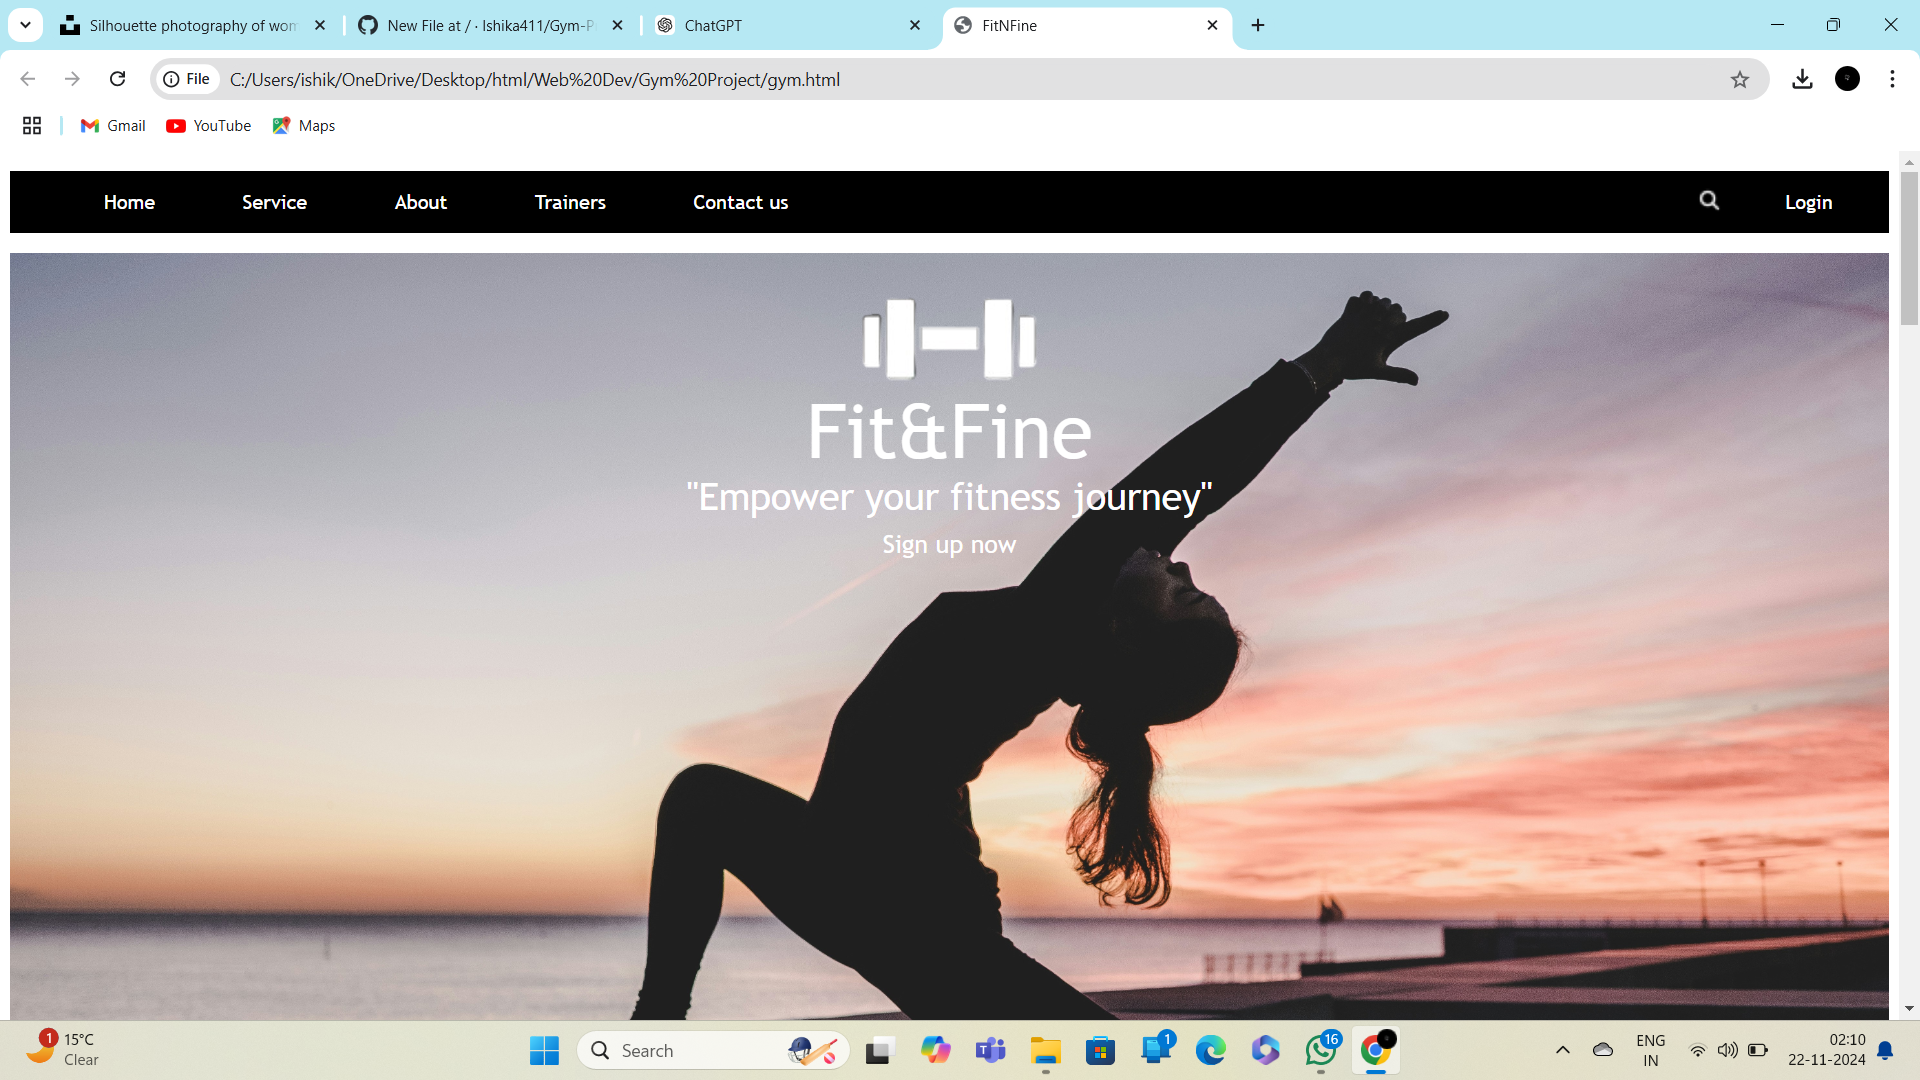 Silhouette photography of wom
New File at / · Ishika411/Gym-P
ChatGPT
FitNFine
File
C:/Users/ishik/OneDrive/Desktop/html/Web%20Dev/Gym%20Project/gym.html
Gmail
YouTube
Maps
Home
Service
About
Trainers
Contact us
Login
Fit&Fine
"Empower your fitness journey"
Sign up now
1
15°C
Clear
Search
1
16
ENG
IN
02:10
22-11-2024